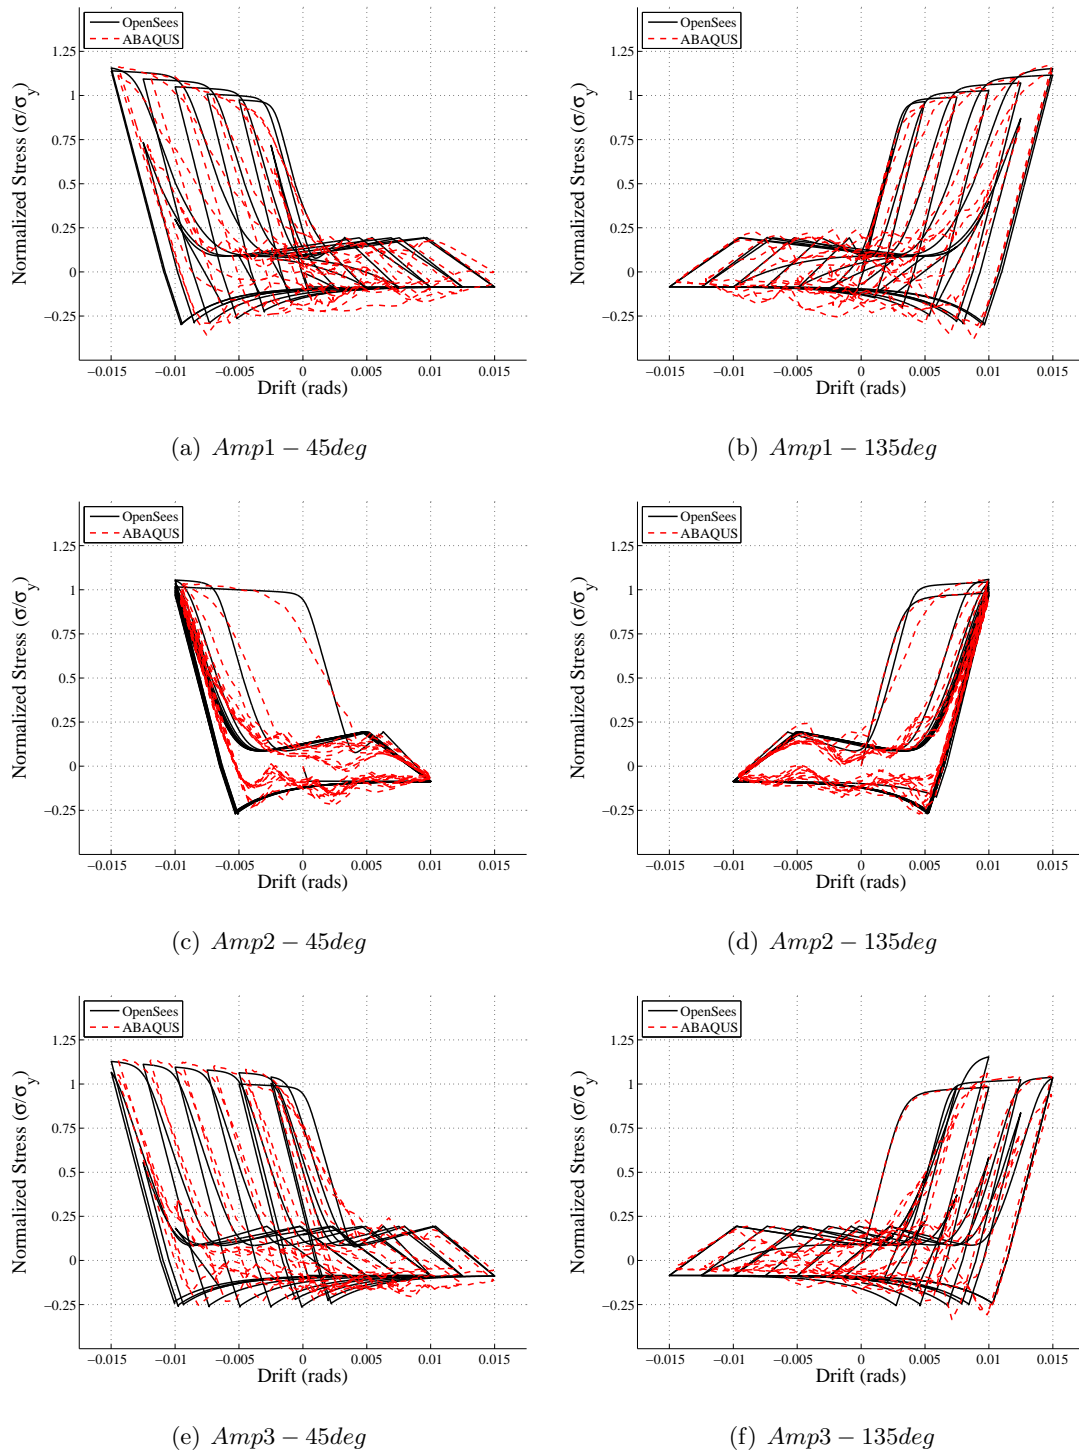 OpenSees
ABAQUS
Normalized Stress (σ/σ_y)
1.25
1
0.75
0.5
0.25
0
−0.25
−0.015 −0.01 −0.005 0 0.005 0.01 0.015
Drift (rads)
(a) Amp1 − 45deg
OpenSees
ABAQUS
Normalized Stress (σ/σ_y)
1.25
1
0.75
0.5
0.25
0
−0.25
−0.015 −0.01 −0.005 0 0.005 0.01 0.015
Drift (rads)
(b) Amp1 − 135deg
OpenSees
ABAQUS
Normalized Stress (σ/σ_y)
1.25
1
0.75
0.5
0.25
0
−0.25
−0.015 −0.01 −0.005 0 0.005 0.01 0.015
Drift (rads)
(c) Amp2 − 45deg
OpenSees
ABAQUS
Normalized Stress (σ/σ_y)
1.25
1
0.75
0.5
0.25
0
−0.25
−0.015 −0.01 −0.005 0 0.005 0.01 0.015
Drift (rads)
(d) Amp2 − 135deg
OpenSees
ABAQUS
Normalized Stress (σ/σ_y)
1.25
1
0.75
0.5
0.25
0
−0.25
−0.015 −0.01 −0.005 0 0.005 0.01 0.015
Drift (rads)
(e) Amp3 − 45deg
OpenSees
ABAQUS
Normalized Stress (σ/σ_y)
1.25
1
0.75
0.5
0.25
0
−0.25
−0.015 −0.01 −0.005 0 0.005 0.01 0.015
Drift (rads)
(f) Amp3 − 135deg